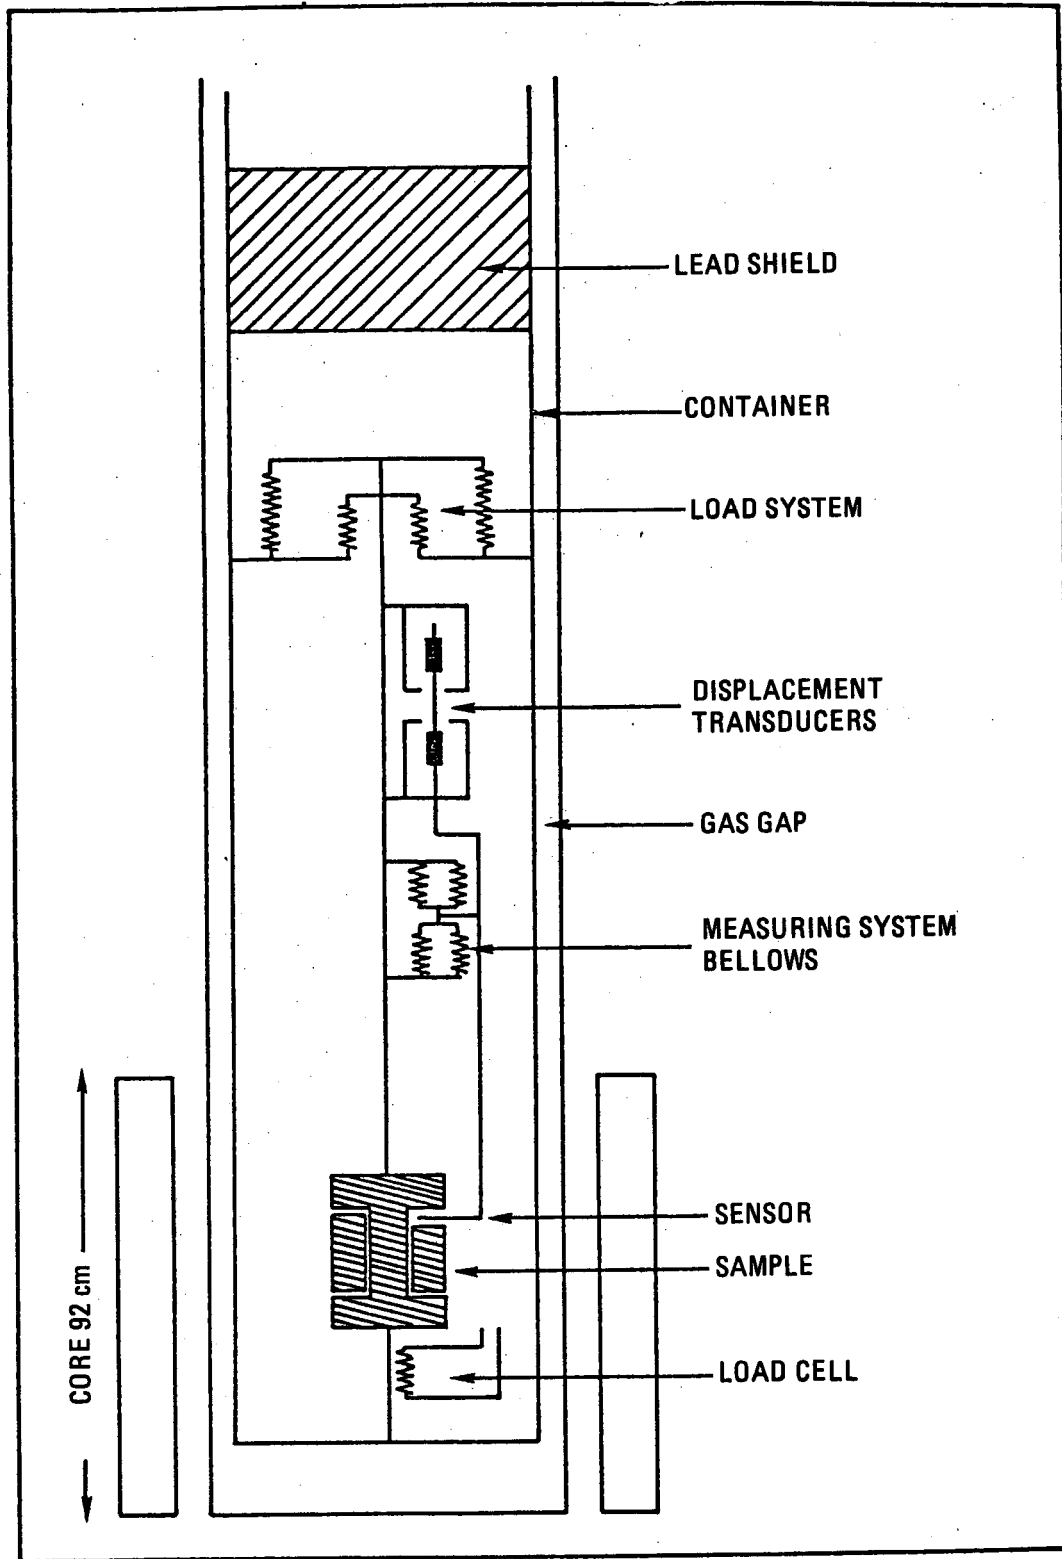 LEAD SHIELD
CONTAINER
LOAD SYSTEM
DISPLACEMENT
TRANSDUCERS
GAS GAP
MEASURING SYSTEM
BELLOWS
SENSOR
SAMPLE
LOAD CELL
CORE 92 cm